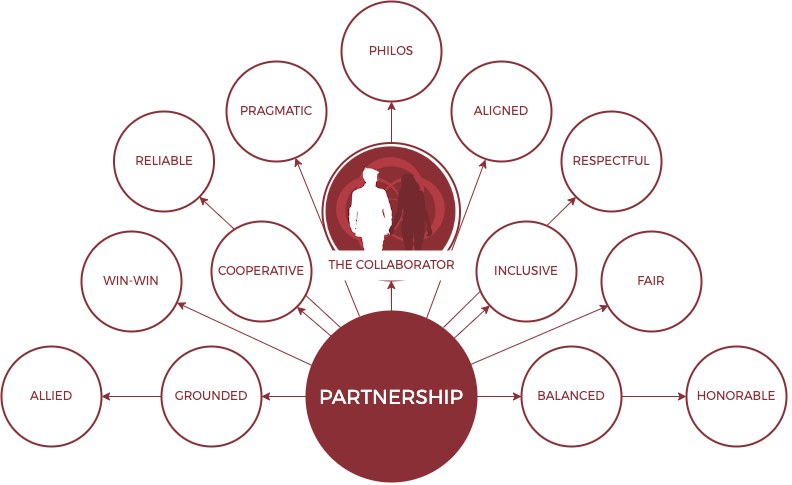 PHILOS
PRAGMATIC
ALIGNED
RELIABLE
RESPECTFUL
COOPERATIVE
THE COLLABORATOR
INCLUSIVE
WIN-WIN
FAIR
ALLIED
GROUNDED
PARTNERSHIP
BALANCED
HONORABLE